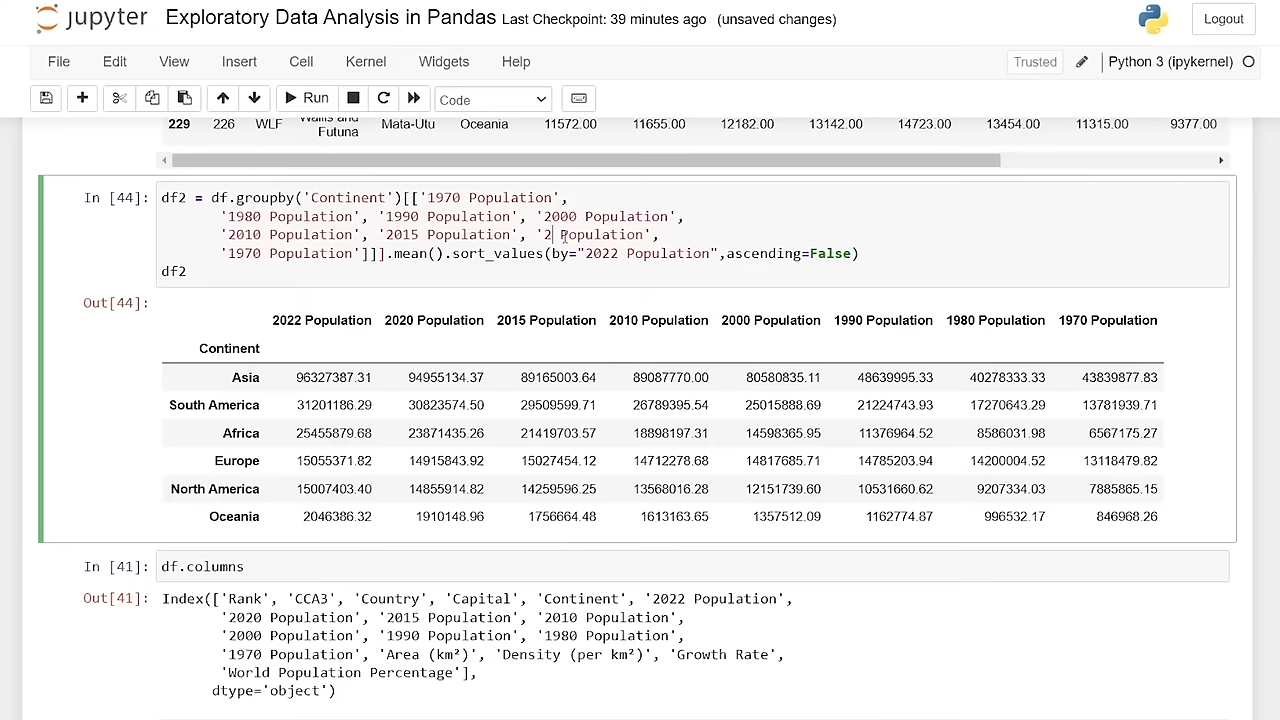 jupyter Exploratory Data Analysis in Pandas Last Checkpoint: 39 minutes ago (unsaved changes) Logout
File Edit View Insert Cell Kernel Widgets Help Trusted Python 3 (ipykernel)
Run Code
229 226 WLF Wallis and Futuna Mata-Utu Oceania 11572.00 11655.00 12182.00 13142.00 14723.00 13454.00 11315.00 9377.00
In [44]: df2 = df.groupby('Continent')[['1970 Population',
'1980 Population', '1990 Population', '2000 Population',
'2010 Population', '2015 Population', '2 Population',
'1970 Population']]].mean().sort_values(by="2022 Population",ascending=False)
df2
Out[44]:
2022 Population 2020 Population 2015 Population 2010 Population 2000 Population 1990 Population 1980 Population 1970 Population
Continent
Asia 96327387.31 94955134.37 89165003.64 89087770.00 80580835.11 48639995.33 40278333.33 43839877.83
South America 31201186.29 30823574.50 29509599.71 26789395.54 25015888.69 21224743.93 17270643.29 13781939.71
Africa 25455879.68 23871435.26 21419703.57 18898197.31 14598365.95 11376964.52 8586031.98 6567175.27
Europe 15055371.82 14915843.92 15027454.12 14712278.68 14817685.71 14785203.94 14200004.52 13118479.82
North America 15007403.40 14855914.82 14259596.25 13568016.28 12151739.60 10531660.62 9207334.03 7885865.15
Oceania 2046386.32 1910148.96 1756664.48 1613163.65 1357512.09 1162774.87 996532.17 846968.26
In [41]: df.columns
Out[41]: Index(['Rank', 'CCA3', 'Country', 'Capital', 'Continent', '2022 Population',
'2020 Population', '2015 Population', '2010 Population',
'2000 Population', '1990 Population', '1980 Population',
'1970 Population', 'Area (km²)', 'Density (per km²)', 'Growth Rate',
'World Population Percentage'],
dtype='object')